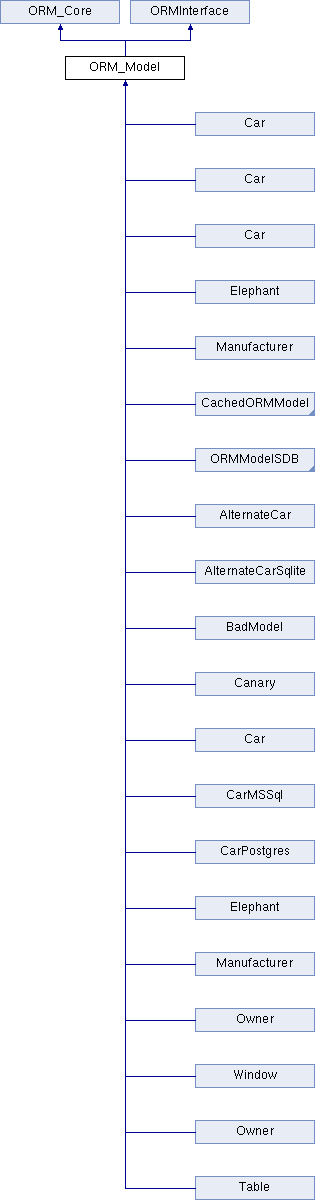 ORM_Core
ORMInterface
ORM_Model
Car
Car
Car
Elephant
Manufacturer
CachedORMModel
ORMModelSDB
AlternateCar
AlternateCarSqlite
BadModel
Canary
Car
CarMSSql
CarPostgres
Elephant
Manufacturer
Owner
Window
Owner
Table